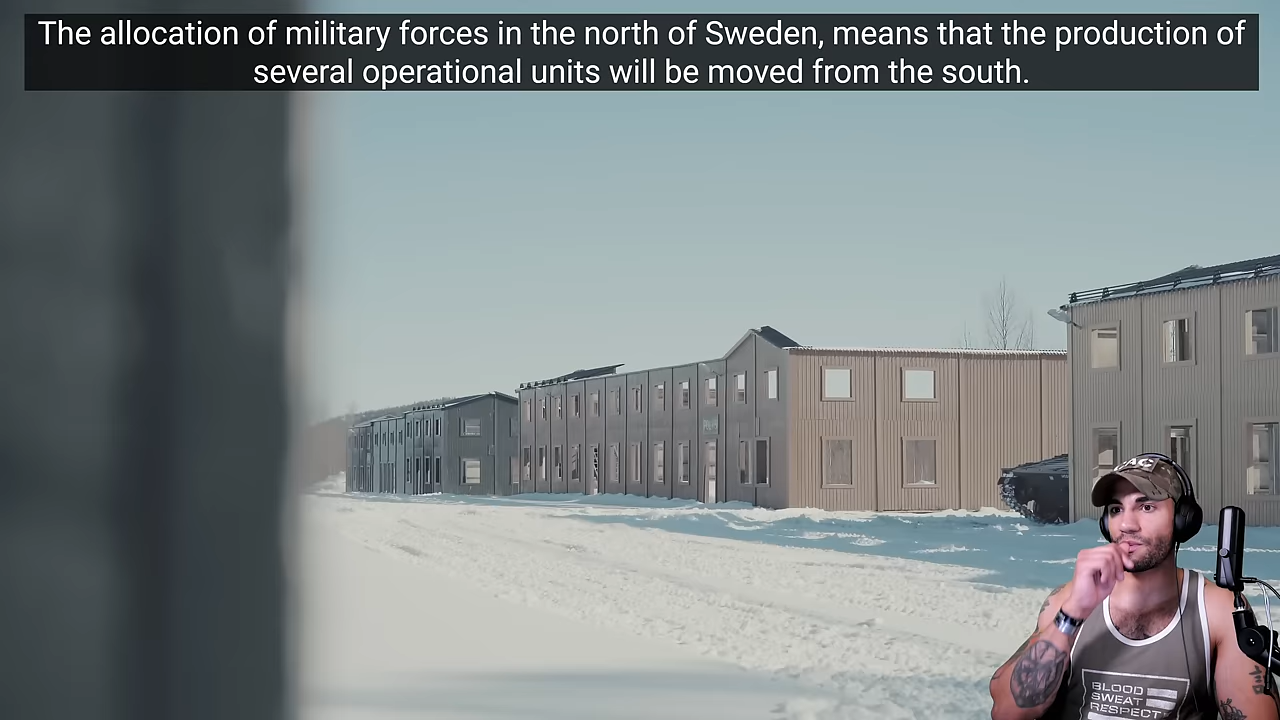 The allocation of military forces in the north of Sweden, means that the production of
several operational units will be moved from the south.
BLOOD
SWEAT
RESPECT